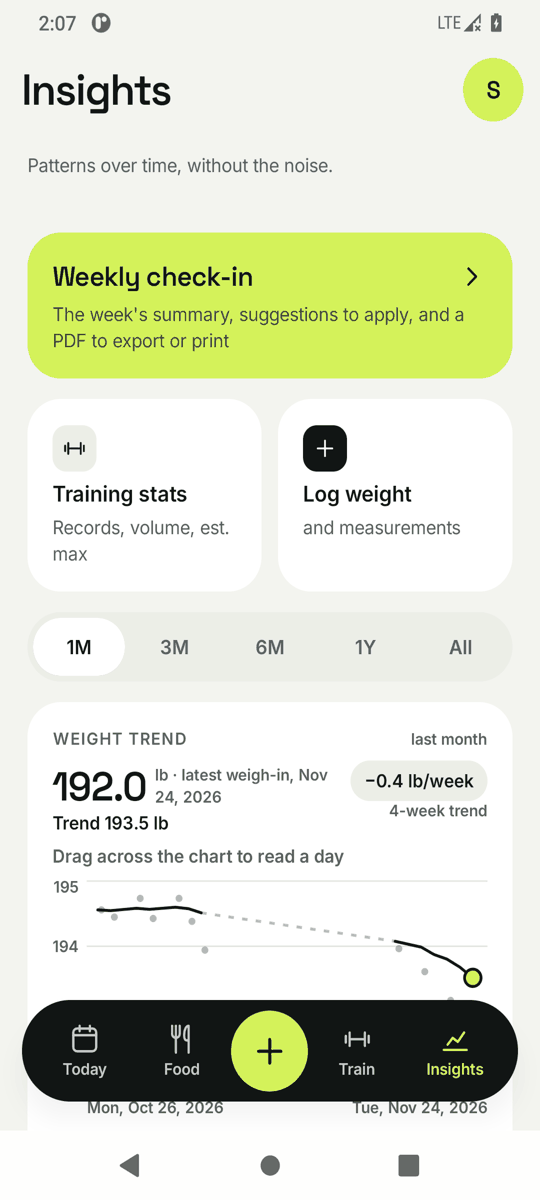 2:07
LTE
Insights
S
Patterns over time, without the noise.
Weekly check-in
The week's summary, suggestions to apply, and a
PDF to export or print
Training stats
Records, volume, est.
max
Log weight
and measurements
1M 3M 6M 1Y All
WEIGHT TREND
last month
192.0 lb · latest weigh-in, Nov
24, 2026
−0.4 lb/week
4-week trend
Trend 193.5 lb
Drag across the chart to read a day
195
194
Today Food Train Insights
Mon, Oct 26, 2026 Tue, Nov 24, 2026